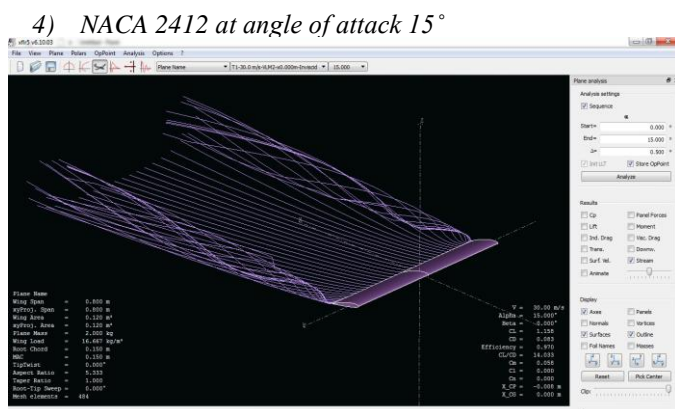 4) NACA 2412 at angle of attack 15˚
xflr5 v6.10.03
File View Plane Polars OpPoint Analysis Options ?
Plane Name T1-30.0 m/s-VLM2-x0.000m-Inviscid 15.000
Plane analysis
Analysis settings
Sequence
α
Start= 0.000 °
End= 15.000 °
Δ= 0.500 °
Init LLT Store OpPoint
Analyze
Results
Cp Panel Forces
Lift Moment
Ind. Drag Visc. Drag
Trans. Downw.
Surf. Vel. Stream
Animate
Display
Axes Panels
Normals Vortices
Surfaces Outline
Foil Names Masses
Reset Pick Center
Clip:
Plane Name
Wing Span = 0.800 m
xyProj. Span = 0.800 m
Wing Area = 0.120 m²
xyProj. Area = 0.120 m²
Plane Mass = 2.000 kg
Wing Load = 16.667 kg/m²
Root Chord = 0.150 m
MAC = 0.150 m
TipTwist = 0.000°
Aspect Ratio = 5.333
Taper Ratio = 1.000
Root-Tip Sweep = 0.000°
Mesh elements = 484
V = 30.00 m/s
Alpha = 15.000°
Beta = -0.000°
CL = 1.158
CD = 0.083
Efficiency = 0.970
CL/CD = 14.033
Cm = 0.058
Cl = 0.000
Cn = 0.000
X_CP = -0.008 m
X_CG = 0.000 m